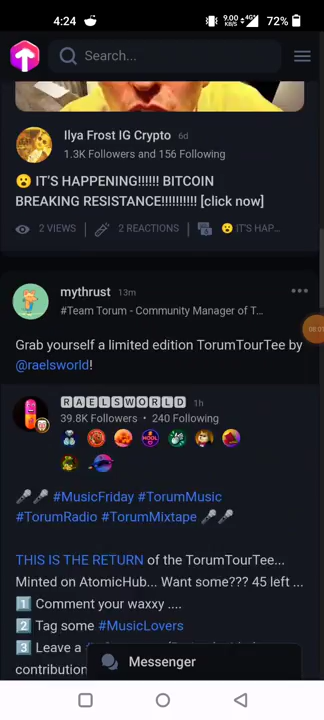 4:24
9.00 KB/S 4G 72%
Search...
Ilya Frost IG Crypto 6d
1.3K Followers and 156 Following
😮 IT'S HAPPENING!!!!!! BITCOIN
BREAKING RESISTANCE!!!!!!!!!! [click now]
2 VIEWS | 2 REACTIONS | 😮 IT'S HAP...
mythrust 13m
#Team Torum - Community Manager of T...
Grab yourself a limited edition TorumTourTee by
@raelsworld!
🆁🅰🅴🅻🆂🆆🅾🆁🅻🅳 1h
39.8K Followers • 240 Following
🎤🎤 #MusicFriday #TorumMusic
#TorumRadio #TorumMixtape 🎤🎤
THIS IS THE RETURN of the TorumTourTee...
Minted on AtomicHub... Want some??? 45 left ...
1️⃣ Comment your waxxy ....
2️⃣ Tag some #MusicLovers
3️⃣ Leave a
contribution
Messenger